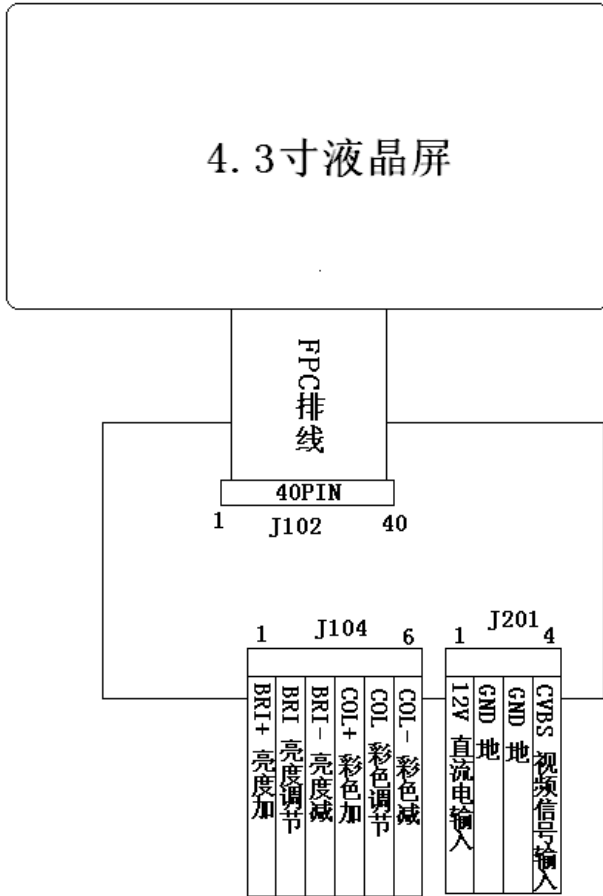 4.3寸液晶屏
FPC排线
40PIN
1
J102
40
1
J104
6
1
J201
4
BRI+ 亮度加
BRI 亮度调节
BRI- 亮度减
COL+ 彩色加
COL 彩色调节
COL- 彩色减
12V 直流电输入
GND 地
GND 地
CVBS 视频信号输入